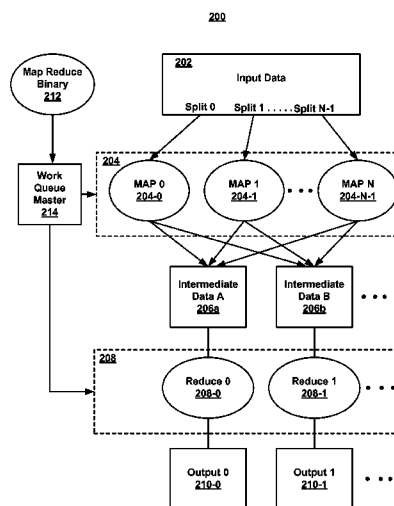 200
Map Reduce
Binary
212
202
Input Data
Split 0 Split 1 ..... Split N-1
Work
Queue
Master
214
204
MAP 0
204-0
MAP 1
204-1
MAP N
204-N-1
Intermediate
Data A
206a
Intermediate
Data B
206b
208
Reduce 0
208-0
Reduce 1
208-1
Output 0
210-0
Output 1
210-1